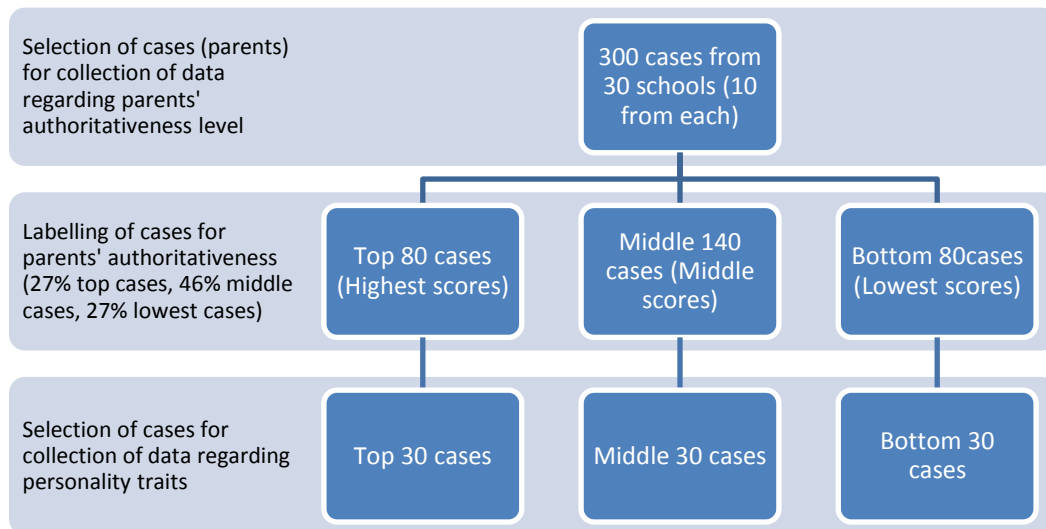 Selection of cases (parents)
for collection of data
regarding parents'
authoritativeness level
300 cases from
30 schools (10
from each)
Labelling of cases for
parents' authoritativeness
(27% top cases, 46% middle
cases, 27% lowest cases)
Top 80 cases
(Highest scores)
Middle 140
cases (Middle
scores)
Bottom 80cases
(Lowest scores)
Selection of cases for
collection of data regarding
personality traits
Top 30 cases
Middle 30 cases
Bottom 30
cases